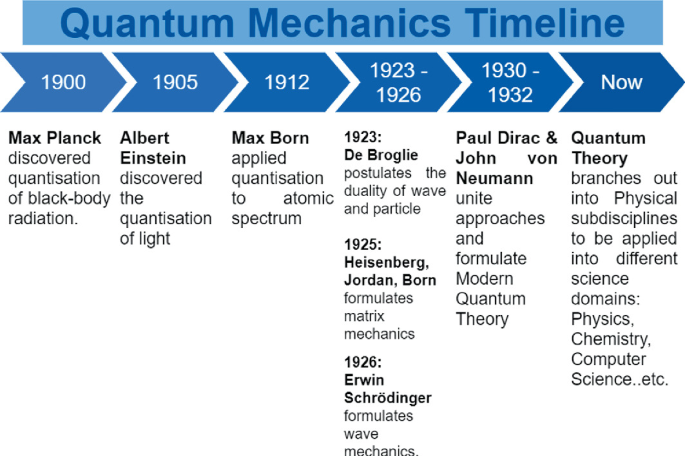 Quantum Mechanics Timeline
1900
1905
1912
1923 -
1926
1930 -
1932
Now
Max Planck
discovered
quantisation
of black-body
radiation.
Albert
Einstein
discovered
the
quantisation
of light
Max Born
applied
quantisation
to atomic
spectrum
1923:
De Broglie
postulates the
duality of wave
and particle
1925:
Heisenberg,
Jordan, Born
formulates
matrix
mechanics
1926:
Erwin
Schrödinger
formulates
wave
mechanics.
Paul Dirac &
John von
Neumann
unite
approaches
and
formulate
Modern
Quantum
Theory
Quantum
Theory
branches out
into Physical
subdisciplines
to be applied
into different
science
domains:
Physics,
Chemistry,
Computer
Science..etc.